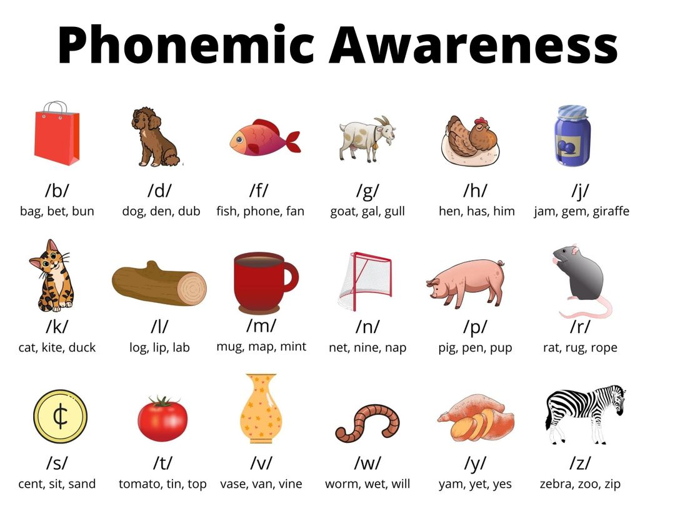 Phonemic Awareness
/b/ /d/ /f/ /g/ /h/ /j/
bag, bet, bun dog, den, dub fish, phone, fan goat, gal, gull hen, has, him jam, gem, giraffe
/k/ /l/ /m/ /n/ /p/ /r/
cat, kite, duck log, lip, lab mug, map, mint net, nine, nap pig, pen, pup rat, rug, rope
¢
/s/ /t/ /v/ /w/ /y/ /z/
cent, sit, sand tomato, tin, top vase, van, vine worm, wet, will yam, yet, yes zebra, zoo, zip